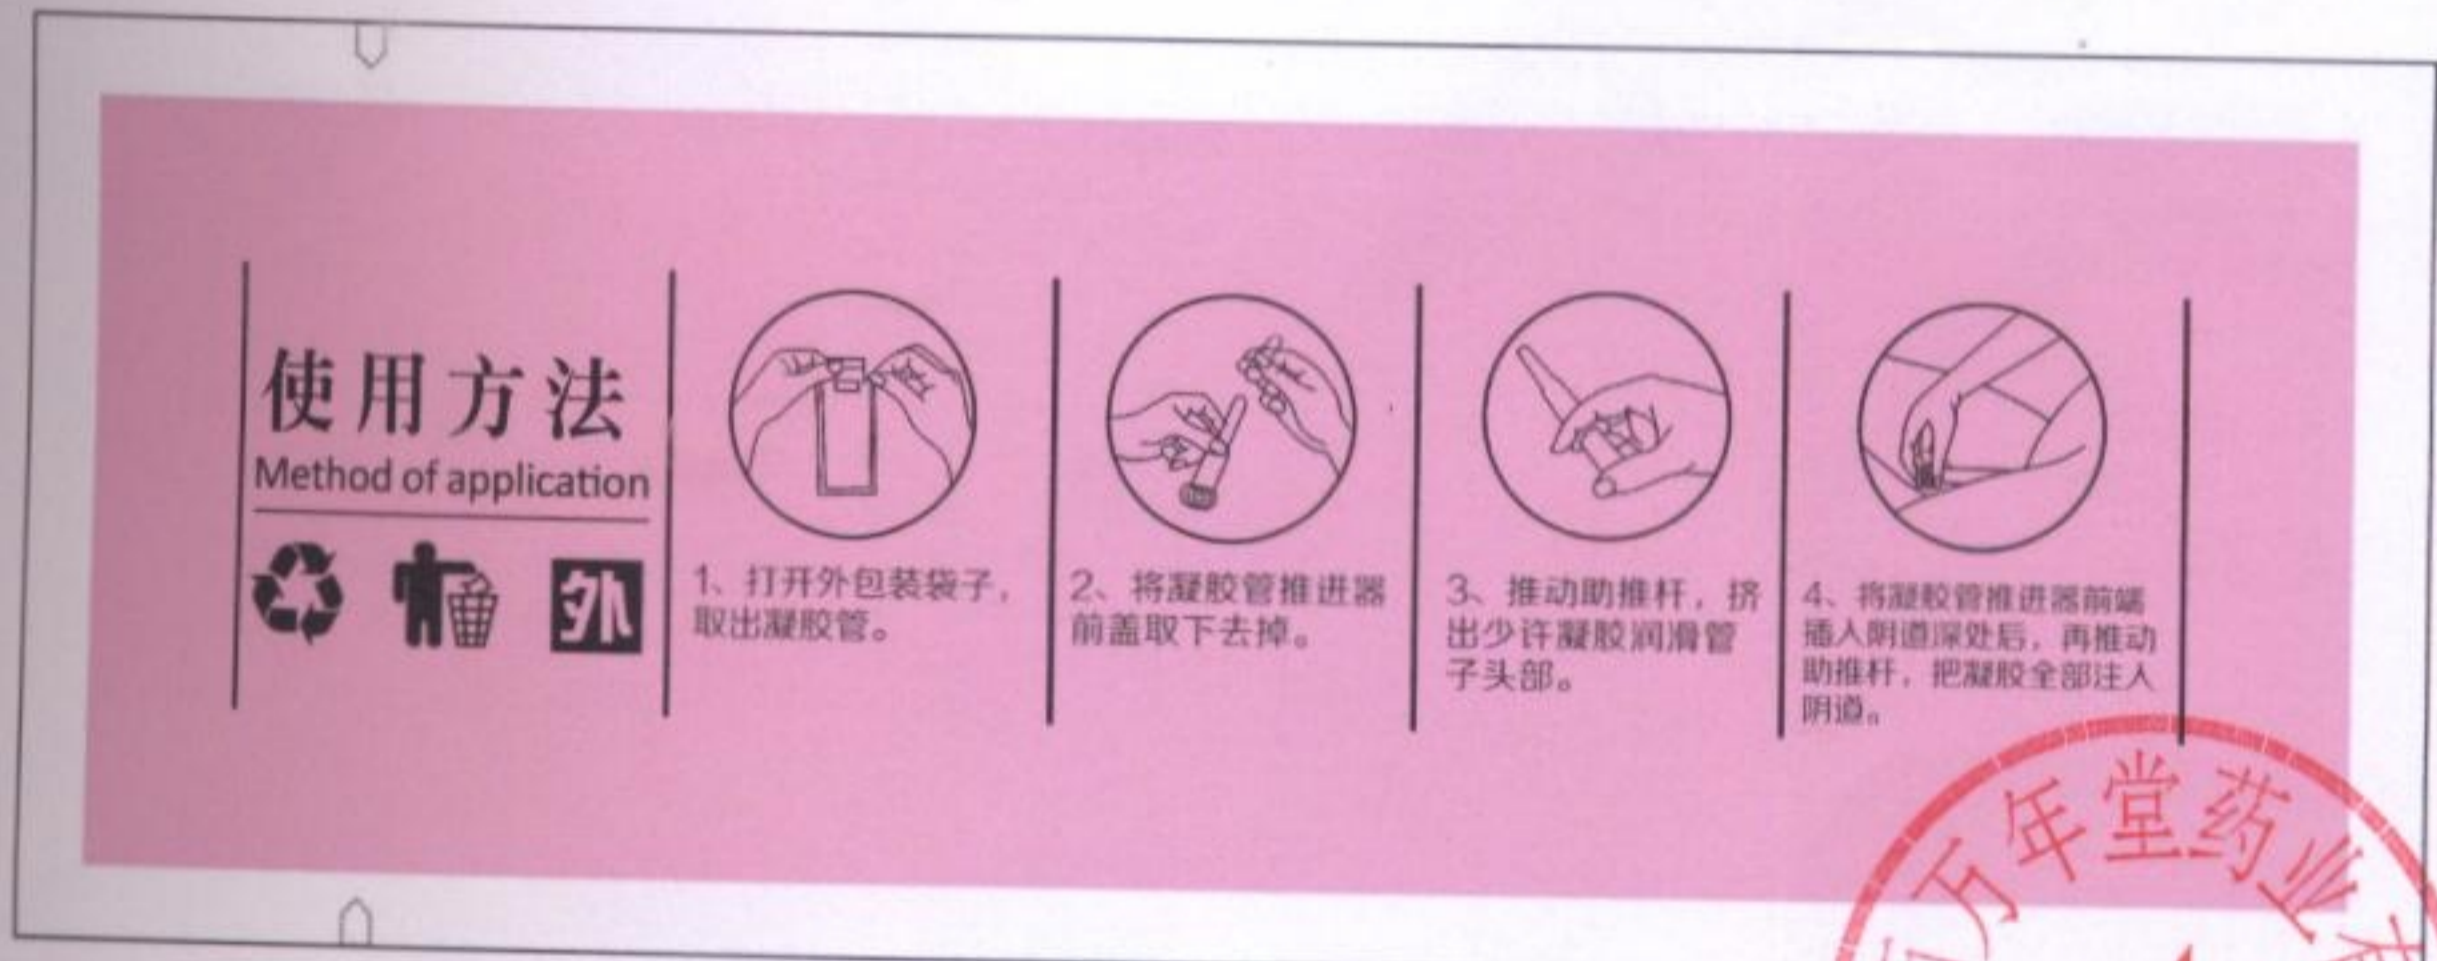 使用方法
Method of application
外
1、打开外包装袋子，
取出凝胶管。
2、将凝胶管推进器
前盖取下去掉。
3、推动助推杆，挤
出少许凝胶润滑管
子头部。
4、将凝胶管推进器前端
插入阴道深处后，再推动
助推杆，把凝胶全部注入
阴道。
万年堂药业